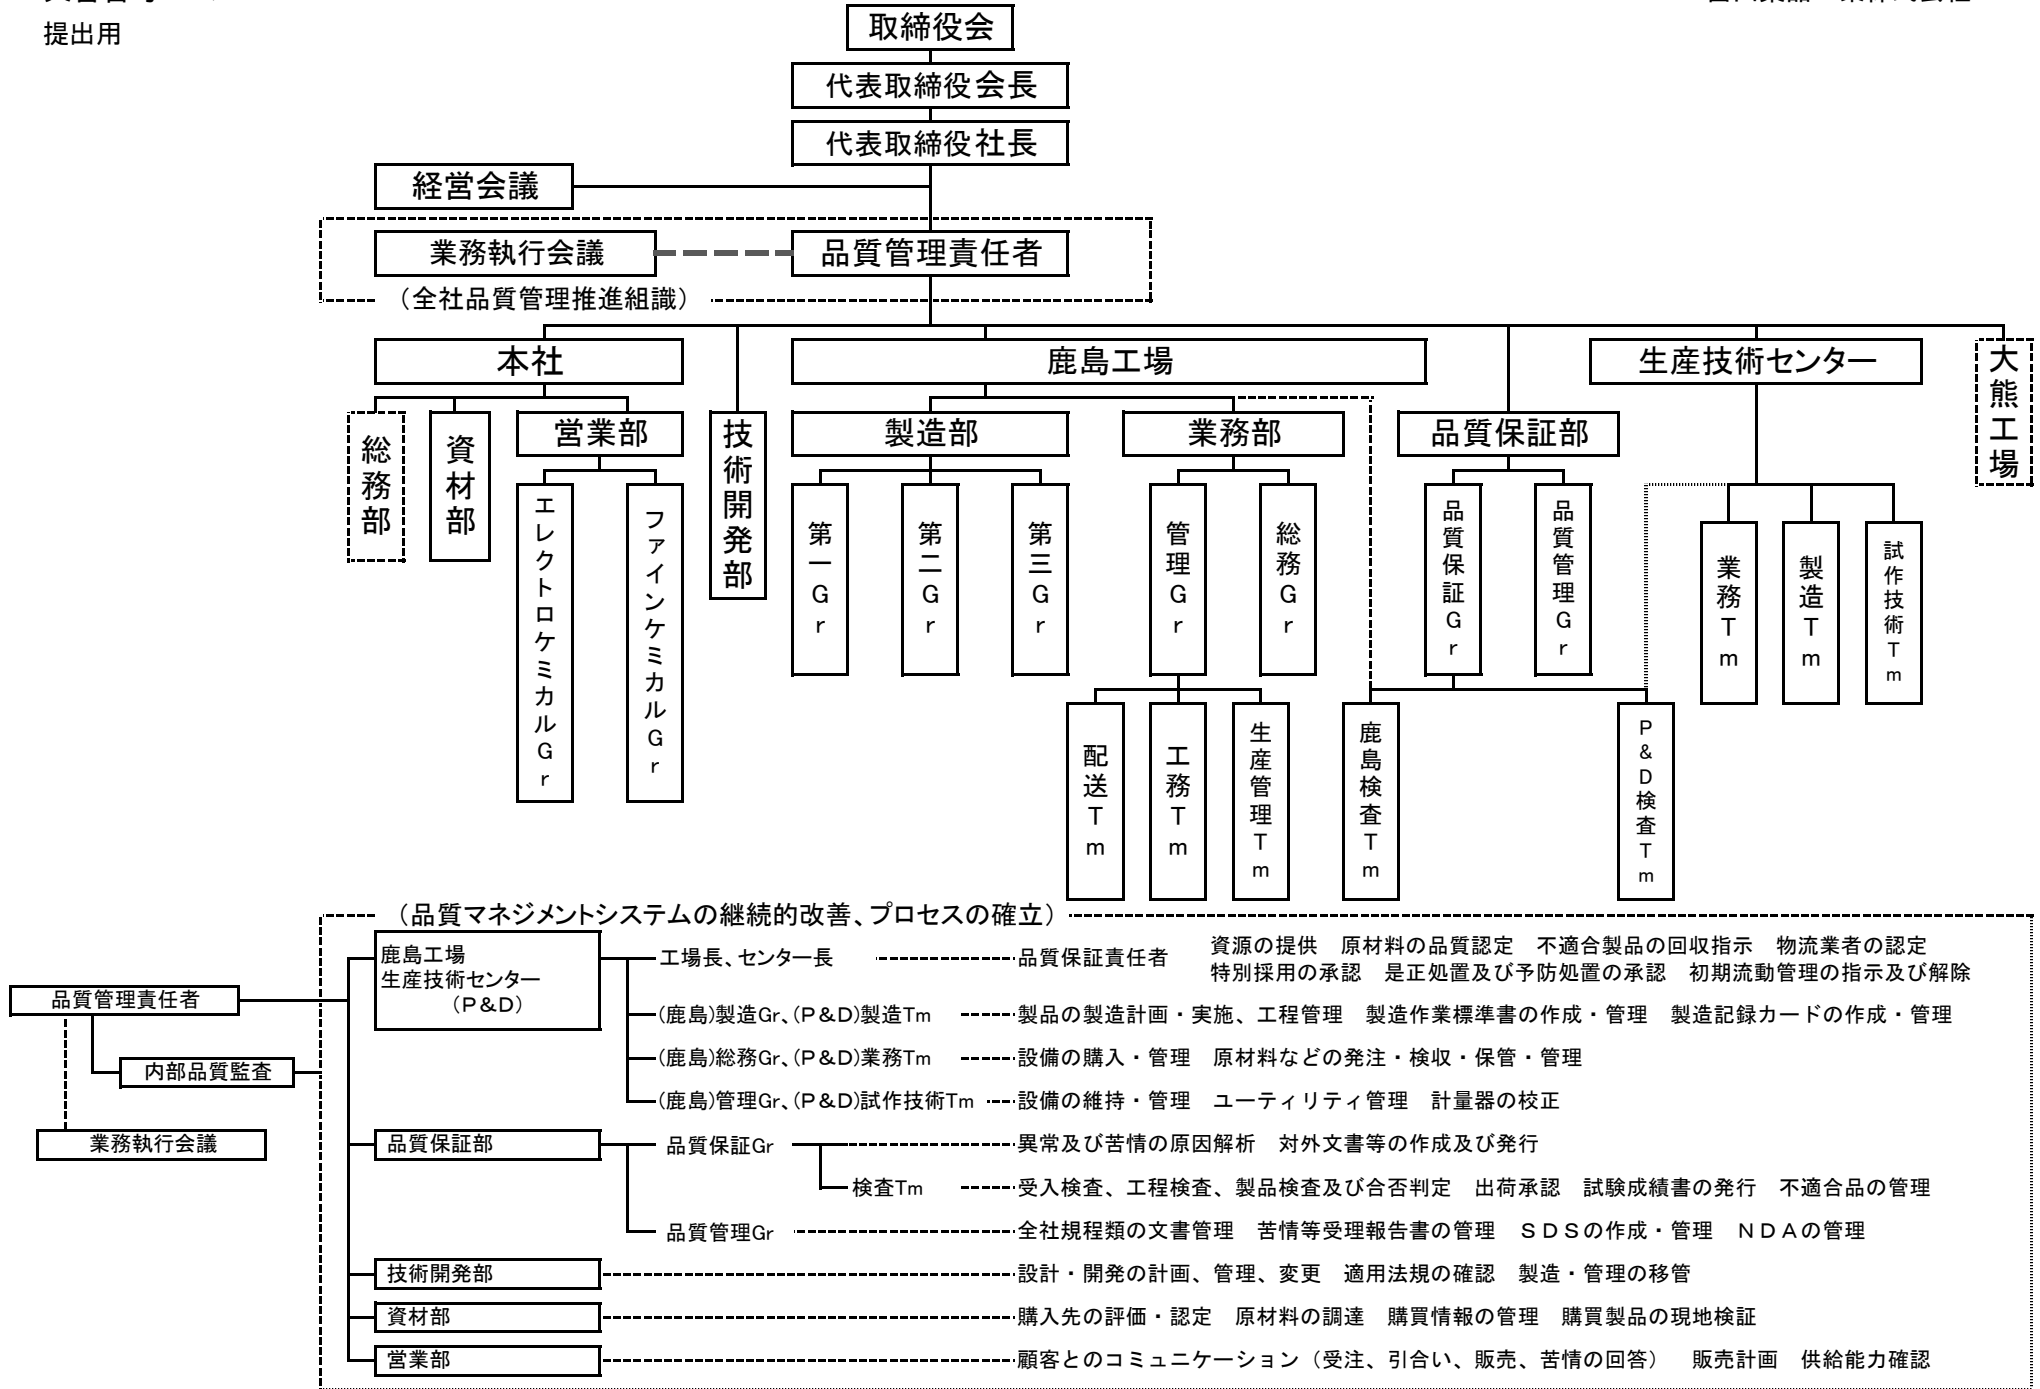 提出用
取締役会
代表取締役会長
代表取締役社長
経営会議
業務執行会議
品質管理責任者
（全社品質管理推進組織）
本社
鹿島工場
生産技術センター
大熊工場
総務部
資材部
営業部
技術開発部
製造部
業務部
品質保証部
エレクトロケミカルGr
ファインケミカルGr
第一Gr
第二Gr
第三Gr
管理Gr
総務Gr
品質保証Gr
品質管理Gr
業務Tm
製造Tm
試作技術Tm
配送Tm
工務Tm
生産管理Tm
鹿島検査Tm
P&D検査Tm
（品質マネジメントシステムの継続的改善、プロセスの確立）
品質管理責任者
内部品質監査
業務執行会議
鹿島工場
生産技術センター
（P&D）
工場長、センター長 品質保証責任者 資源の提供 原材料の品質認定 不適合製品の回収指示 物流業者の認定
特別採用の承認 是正処置及び予防処置の承認 初期流動管理の指示及び解除
(鹿島)製造Gr、(P&D)製造Tm 製品の製造計画・実施、工程管理 製造作業標準書の作成・管理 製造記録カードの作成・管理
(鹿島)総務Gr、(P&D)業務Tm 設備の購入・管理 原材料などの発注・検収・保管・管理
(鹿島)管理Gr、(P&D)試作技術Tm 設備の維持・管理 ユーティリティ管理 計量器の校正
品質保証部 品質保証Gr 異常及び苦情の原因解析 対外文書等の作成及び発行
検査Tm 受入検査、工程検査、製品検査及び合否判定 出荷承認 試験成績書の発行 不適合品の管理
品質管理Gr 全社規程類の文書管理 苦情等受理報告書の管理 SDSの作成・管理 NDAの管理
技術開発部 設計・開発の計画、管理、変更 適用法規の確認 製造・管理の移管
資材部 購入先の評価・認定 原材料の調達 購買情報の管理 購買製品の現地検証
営業部 顧客とのコミュニケーション（受注、引合い、販売、苦情の回答） 販売計画 供給能力確認